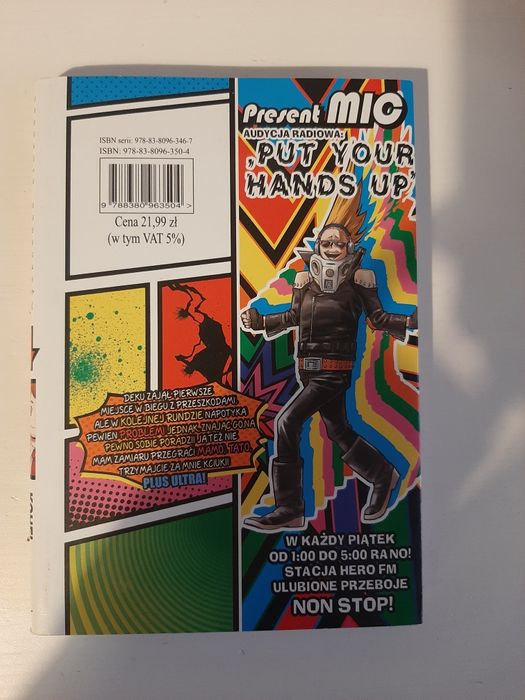 ISBN serii: 978-83-8096-346-7
ISBN: 978-83-8096-350-4
9 788380 963504 >
Cena 21,99 zł
(w tym VAT 5%)
Present MIC
AUDYCJA RADIOWA:
„PUT YOUR
HANDS UP”
DEKU ZAJĄŁ PIERWSZE
MIEJSCE W BIEGU Z PRZESZKODAMI.
ALE W KOLEJNEJ RUNDZIE NAPOTYKA
PEWIEN PROBLEM! JEDNAK, ZNAJĄC GO, NA
PEWNO SOBIE PORADZI! JA TEŻ NIE
MAM ZAMIARU PRZEGRAĆ! MAMO, TATO,
TRZYMAJCIE ZA MNIE KCIUKI!
PLUS ULTRA!
W KAŻDY PIĄTEK
OD 1:00 DO 5:00 RANO!
STACJA HERO FM
ULUBIONE PRZEBOJE
NON STOP!